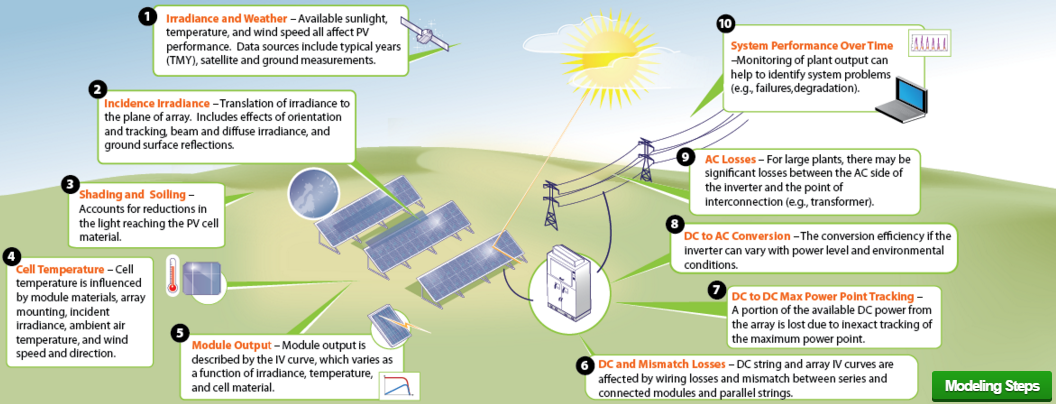 1
Irradiance and Weather – Available sunlight,
temperature, and wind speed all affect PV
performance. Data sources include typical years
(TMY), satellite and ground measurements.
2
Incidence Irradiance – Translation of irradiance to
the plane of array. Includes effects of orientation
and tracking, beam and diffuse irradiance, and
ground surface reflections.
3
Shading and Soiling –
Accounts for reductions in
the light reaching the PV cell
material.
4
Cell Temperature – Cell
temperature is influenced
by module materials, array
mounting, incident
irradiance, ambient air
temperature, and wind
speed and direction.
5
Module Output – Module output is
described by the IV curve, which varies as
a function of irradiance, temperature,
and cell material.
6
DC and Mismatch Losses – DC string and array IV curves are
affected by wiring losses and mismatch between series and
connected modules and parallel strings.
7
DC to DC Max Power Point Tracking –
A portion of the available DC power from
the array is lost due to inexact tracking of
the maximum power point.
8
DC to AC Conversion – The conversion efficiency if the
inverter can vary with power level and environmental
conditions.
9
AC Losses – For large plants, there may be
significant losses between the AC side of
the inverter and the point of
interconnection (e.g., transformer).
10
System Performance Over Time
–Monitoring of plant output can
help to identify system problems
(e.g., failures,degradation).
Modeling Steps